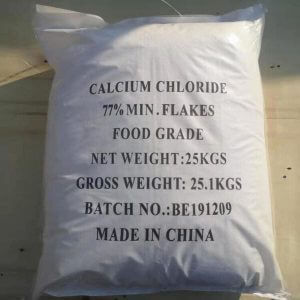 CALCIUM CHLORIDE
77% MIN. FLAKES
FOOD GRADE
NET WEIGHT:25KGS
GROSS WEIGHT: 25.1KGS
BATCH NO.:BE191209
MADE IN CHINA